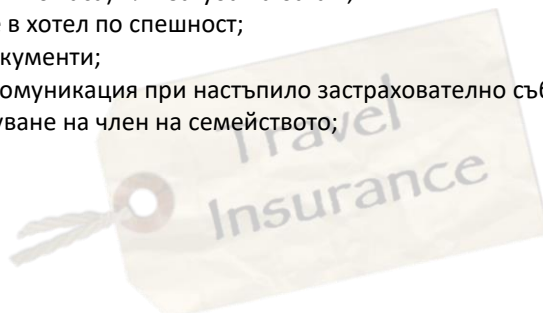 е в хотел по спешност;
кументи;
омуникация при настъпило застрахователно съб
уване на член на семейството;
Travel
Insurance